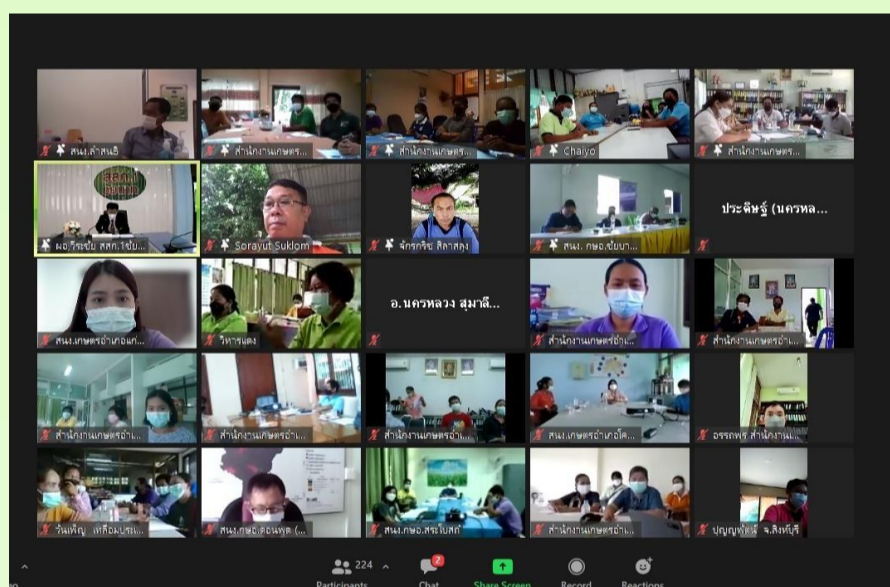 สนง.ลำสนธิ
สำนักงานเกษตร...
สำนักงานเกษตร...
Chaiyo
สำนักงานเกษตร...
ผอ.วีระชัย สสก.1ชัย...
Sorayut Suklom
จักรกริช ศิลาสลุง
สนง. กษอ.ชัยบา...
ประดิษฐ์ (นครหล...
สนง.เกษตรอำเภอแก่...
วิหารแดง
อ.นครหลวง สุมาลี...
สำนักงานเกษตรอำเ...
สำนักงานเกษตรอำเ...
สำนักงานเกษตรอำเ...
สำนักงานเกษตรอำเ...
สำนักงานเกษตรอำเ...
สนง.เกษตรอำเภอโค...
อรรถพร สำนักงานเ...
วันเพ็ญ เหลือมบุระ...
สนง.กษอ.ดอนพุด (...
สนง.กษอ.สระโบสถ์
สำนักงานเกษตรอำเ...
ปุญญพัฒน์ จ.สิงห์บุรี
224
2
Participants
Chat
Share Screen
Record
Reactions